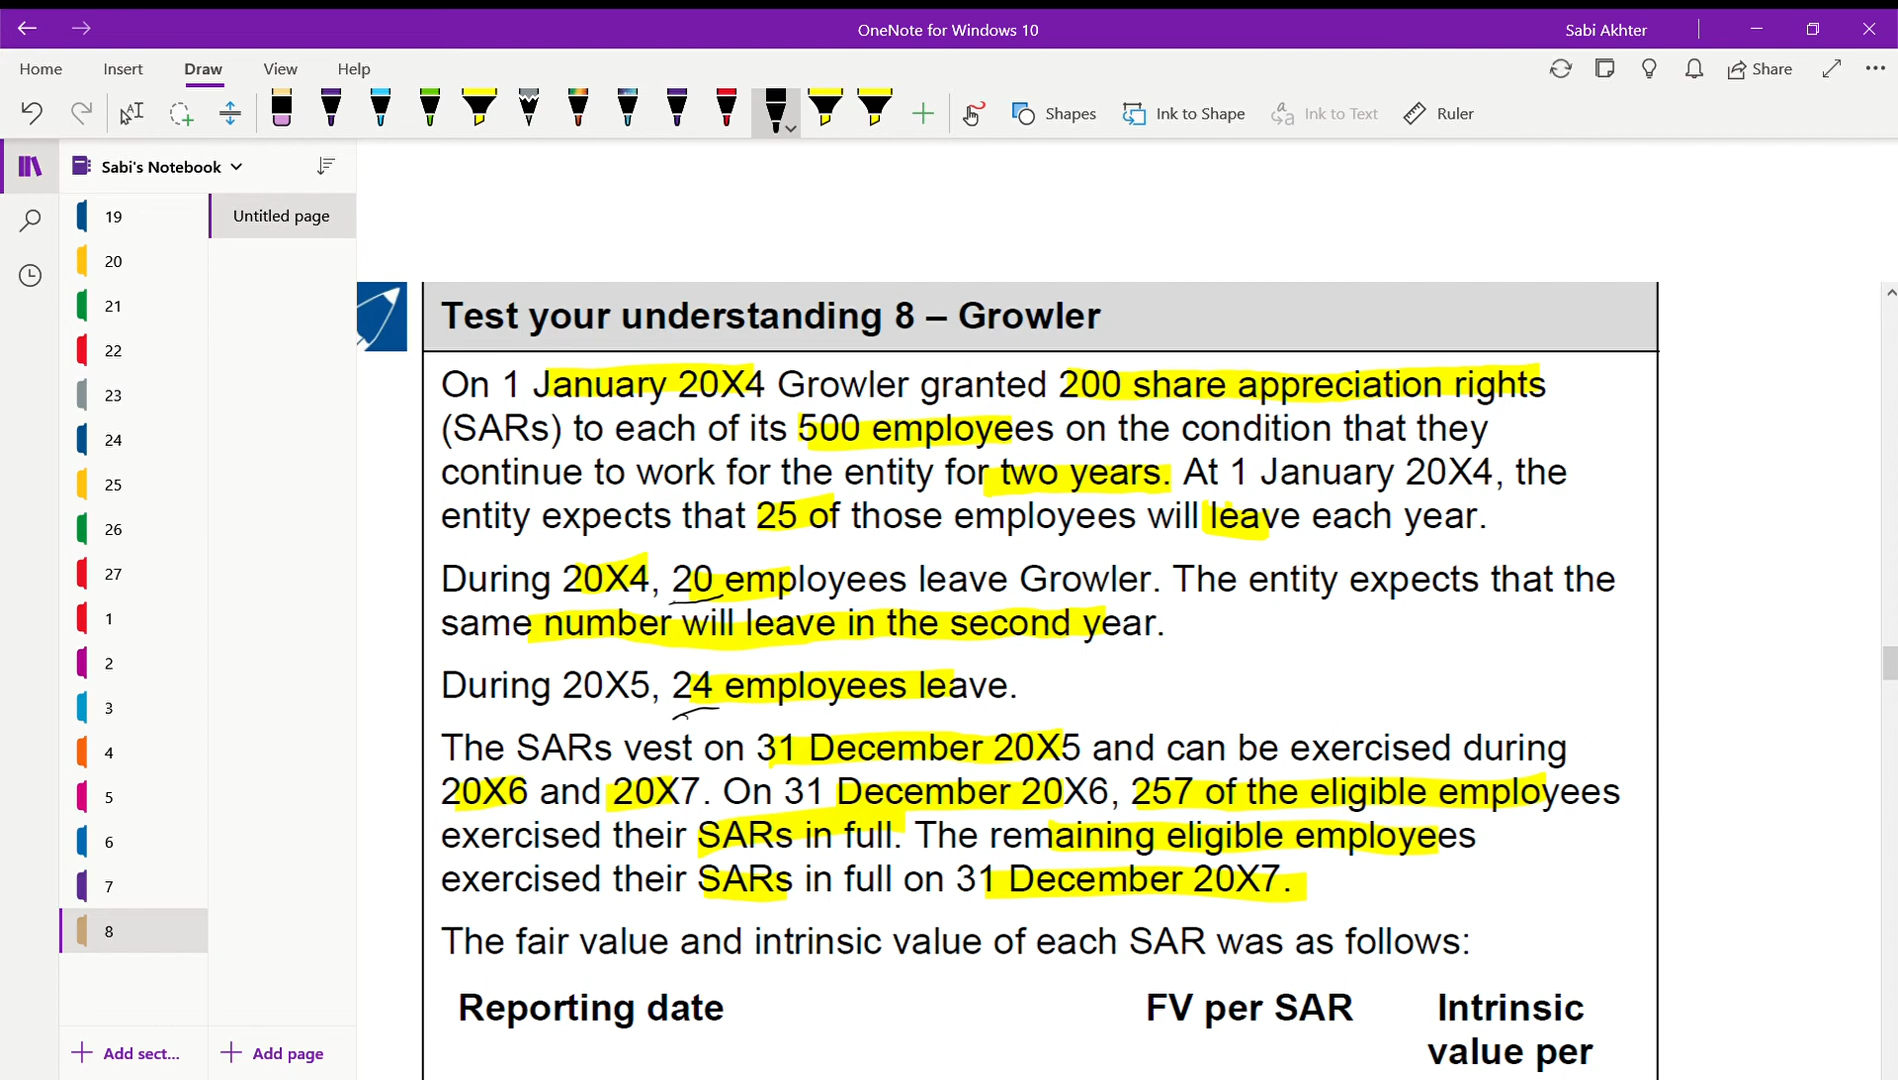 OneNote for Windows 10
Sabi Akhter
Home
Insert
Draw
View
Help
Share
Shapes
Ink to Shape
Ink to Text
Ruler
Sabi's Notebook
19
20
21
22
23
24
25
26
27
1
2
3
4
5
6
7
8
Add sect...
Untitled page
Add page
Test your understanding 8 – Growler
On 1 January 20X4 Growler granted 200 share appreciation rights
(SARs) to each of its 500 employees on the condition that they
continue to work for the entity for two years. At 1 January 20X4, the
entity expects that 25 of those employees will leave each year.
During 20X4, 20 employees leave Growler. The entity expects that the
same number will leave in the second year.
During 20X5, 24 employees leave.
The SARs vest on 31 December 20X5 and can be exercised during
20X6 and 20X7. On 31 December 20X6, 257 of the eligible employees
exercised their SARs in full. The remaining eligible employees
exercised their SARs in full on 31 December 20X7.
The fair value and intrinsic value of each SAR was as follows:
Reporting date
FV per SAR
Intrinsic
value per